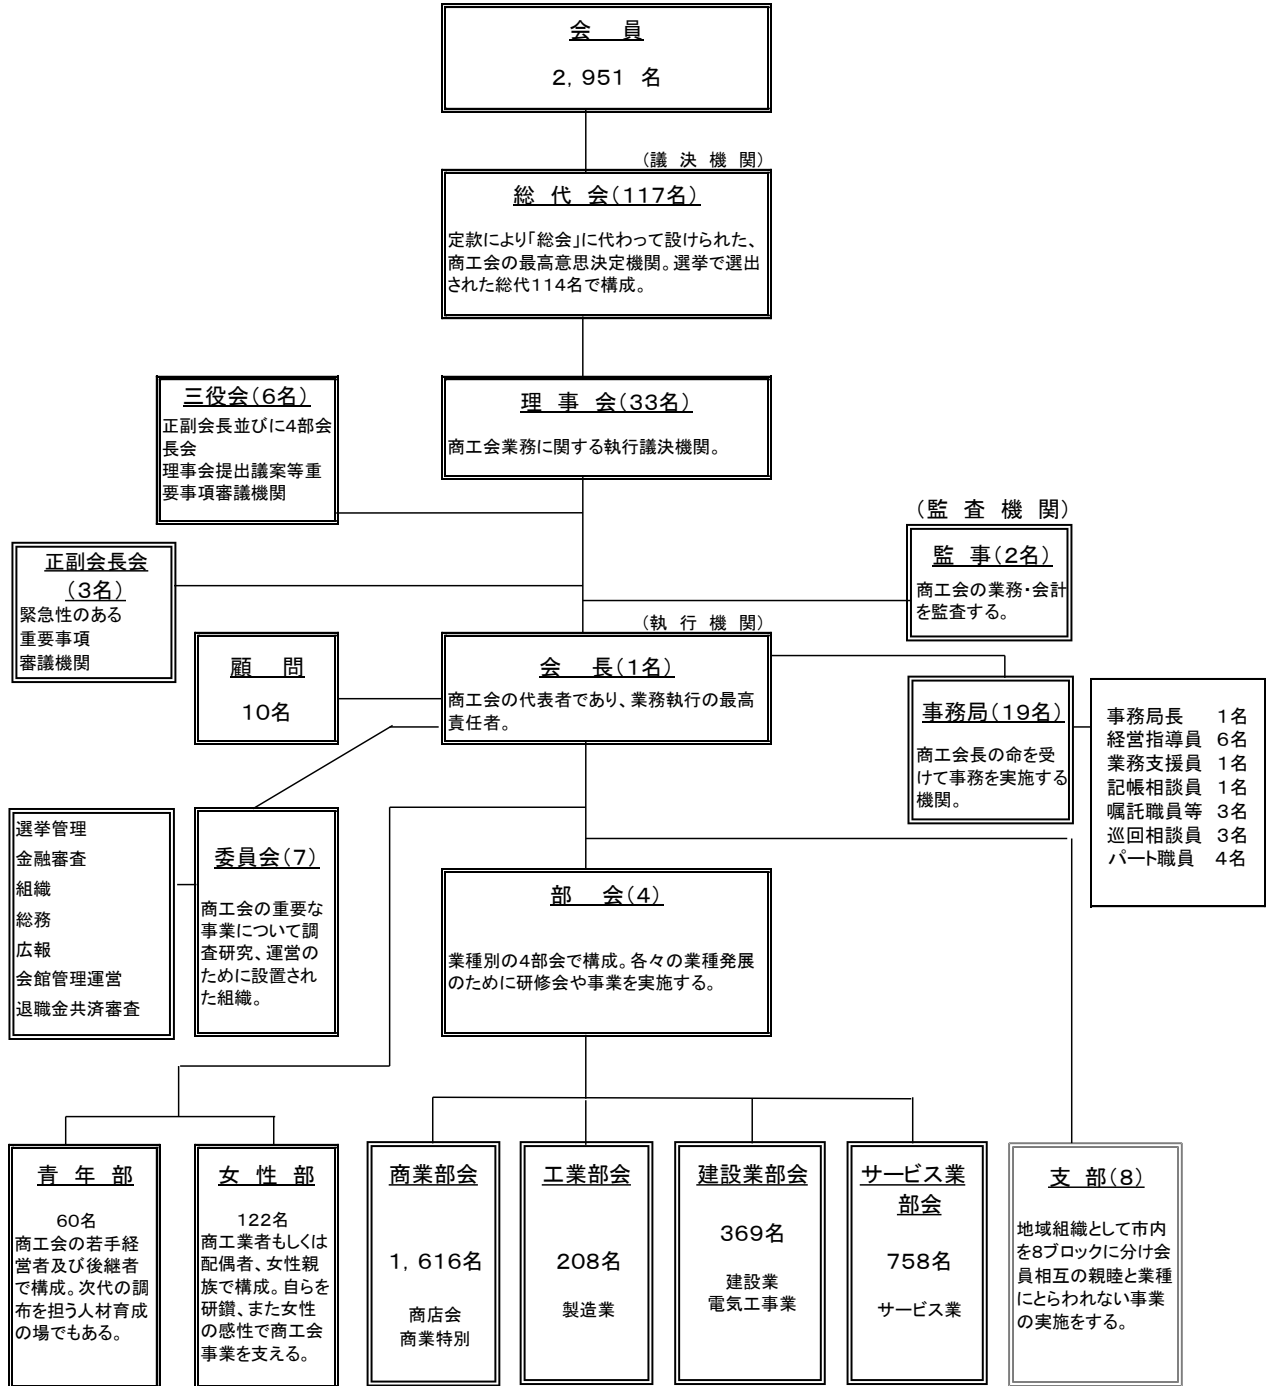 会　員
2，951 名
（議 決 機 関）
総 代 会（117名）
定款により「総会」に代わって設けられた、
商工会の最高意思決定機関。選挙で選出
された総代114名で構成。
三役会（6名）
正副会長並びに4部会
長会
理事会提出議案等重
要事項審議機関
理 事 会（33名）
商工会業務に関する執行議決機関。
（監 査 機 関）
監 事（2名）
商工会の業務・会計
を監査する。
正副会長会
（3名）
緊急性のある
重要事項
審議機関
（執 行 機 関）
会 長（1名）
商工会の代表者であり、業務執行の最高
責任者。
顧　問
10名
事務局（19名）
商工会長の命を受
けて事務を実施する
機関。
事務局長 1名
経営指導員 6名
業務支援員 1名
記帳相談員 1名
嘱託職員等 3名
巡回相談員 3名
パート職員 4名
選挙管理
金融審査
組織
総務
広報
会館管理運営
退職金共済審査
委員会（7）
商工会の重要な
事業について調
査研究、運営の
ために設置され
た組織。
部　会（4）
業種別の4部会で構成。各々の業種発展
のために研修会や事業を実施する。
青 年 部
60名
商工会の若手経
営者及び後継者
で構成。次代の調
布を担う人材育成
の場でもある。
女 性 部
122名
商工業者もしくは
配偶者、女性親
族で構成。自らを
研鑽、また女性
の感性で商工会
事業を支える。
商業部会
1，616名
商店会
商業特別
工業部会
208名
製造業
建設業部会
369名
建設業
電気工事業
サービス業
部会
758名
サービス業
支 部（8）
地域組織として市内
を8ブロックに分け会
員相互の親睦と業種
にとらわれない事業
の実施をする。